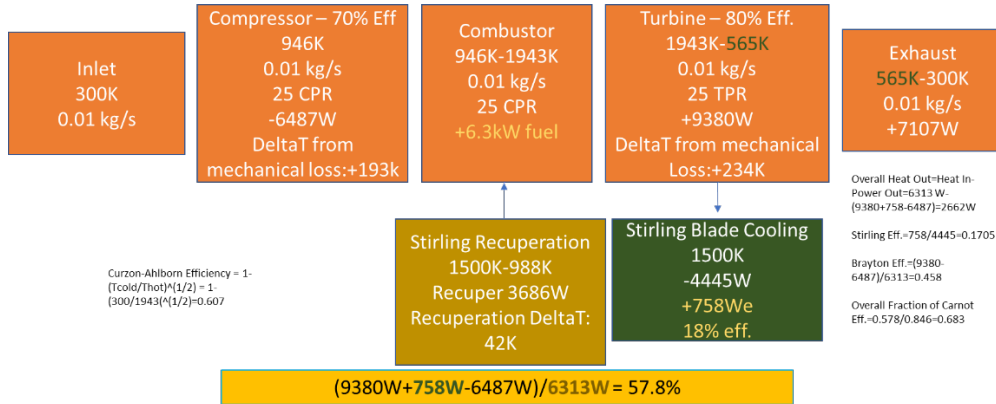 Inlet
300K
0.01 kg/s
Compressor – 70% Eff
946K
0.01 kg/s
25 CPR
-6487W
DeltaT from
mechanical loss:+193k
Combustor
946K-1943K
0.01 kg/s
25 CPR
+6.3kW fuel
Turbine – 80% Eff.
1943K-565K
0.01 kg/s
25 TPR
+9380W
DeltaT from mechanical
Loss:+234K
Exhaust
565K-300K
0.01 kg/s
+7107W
Overall Heat Out=Heat In-
Power Out=6313 W-
(9380+758-6487)=2662W
Stirling Eff.=758/4445=0.1705
Brayton Eff.=(9380-
6487)/6313=0.458
Overall Fraction of Carnot
Eff.=0.578/0.846=0.683
Curzon-Ahlborn Efficiency = 1-
(Tcold/Thot)^(1/2) = 1-
(300/1943(^(1/2)=0.607
Stirling Recuperation
1500K-988K
Recuper 3686W
Recuperation DeltaT:
42K
Stirling Blade Cooling
1500K
-4445W
+758We
18% eff.
(9380W+758W-6487W)/6313W = 57.8%